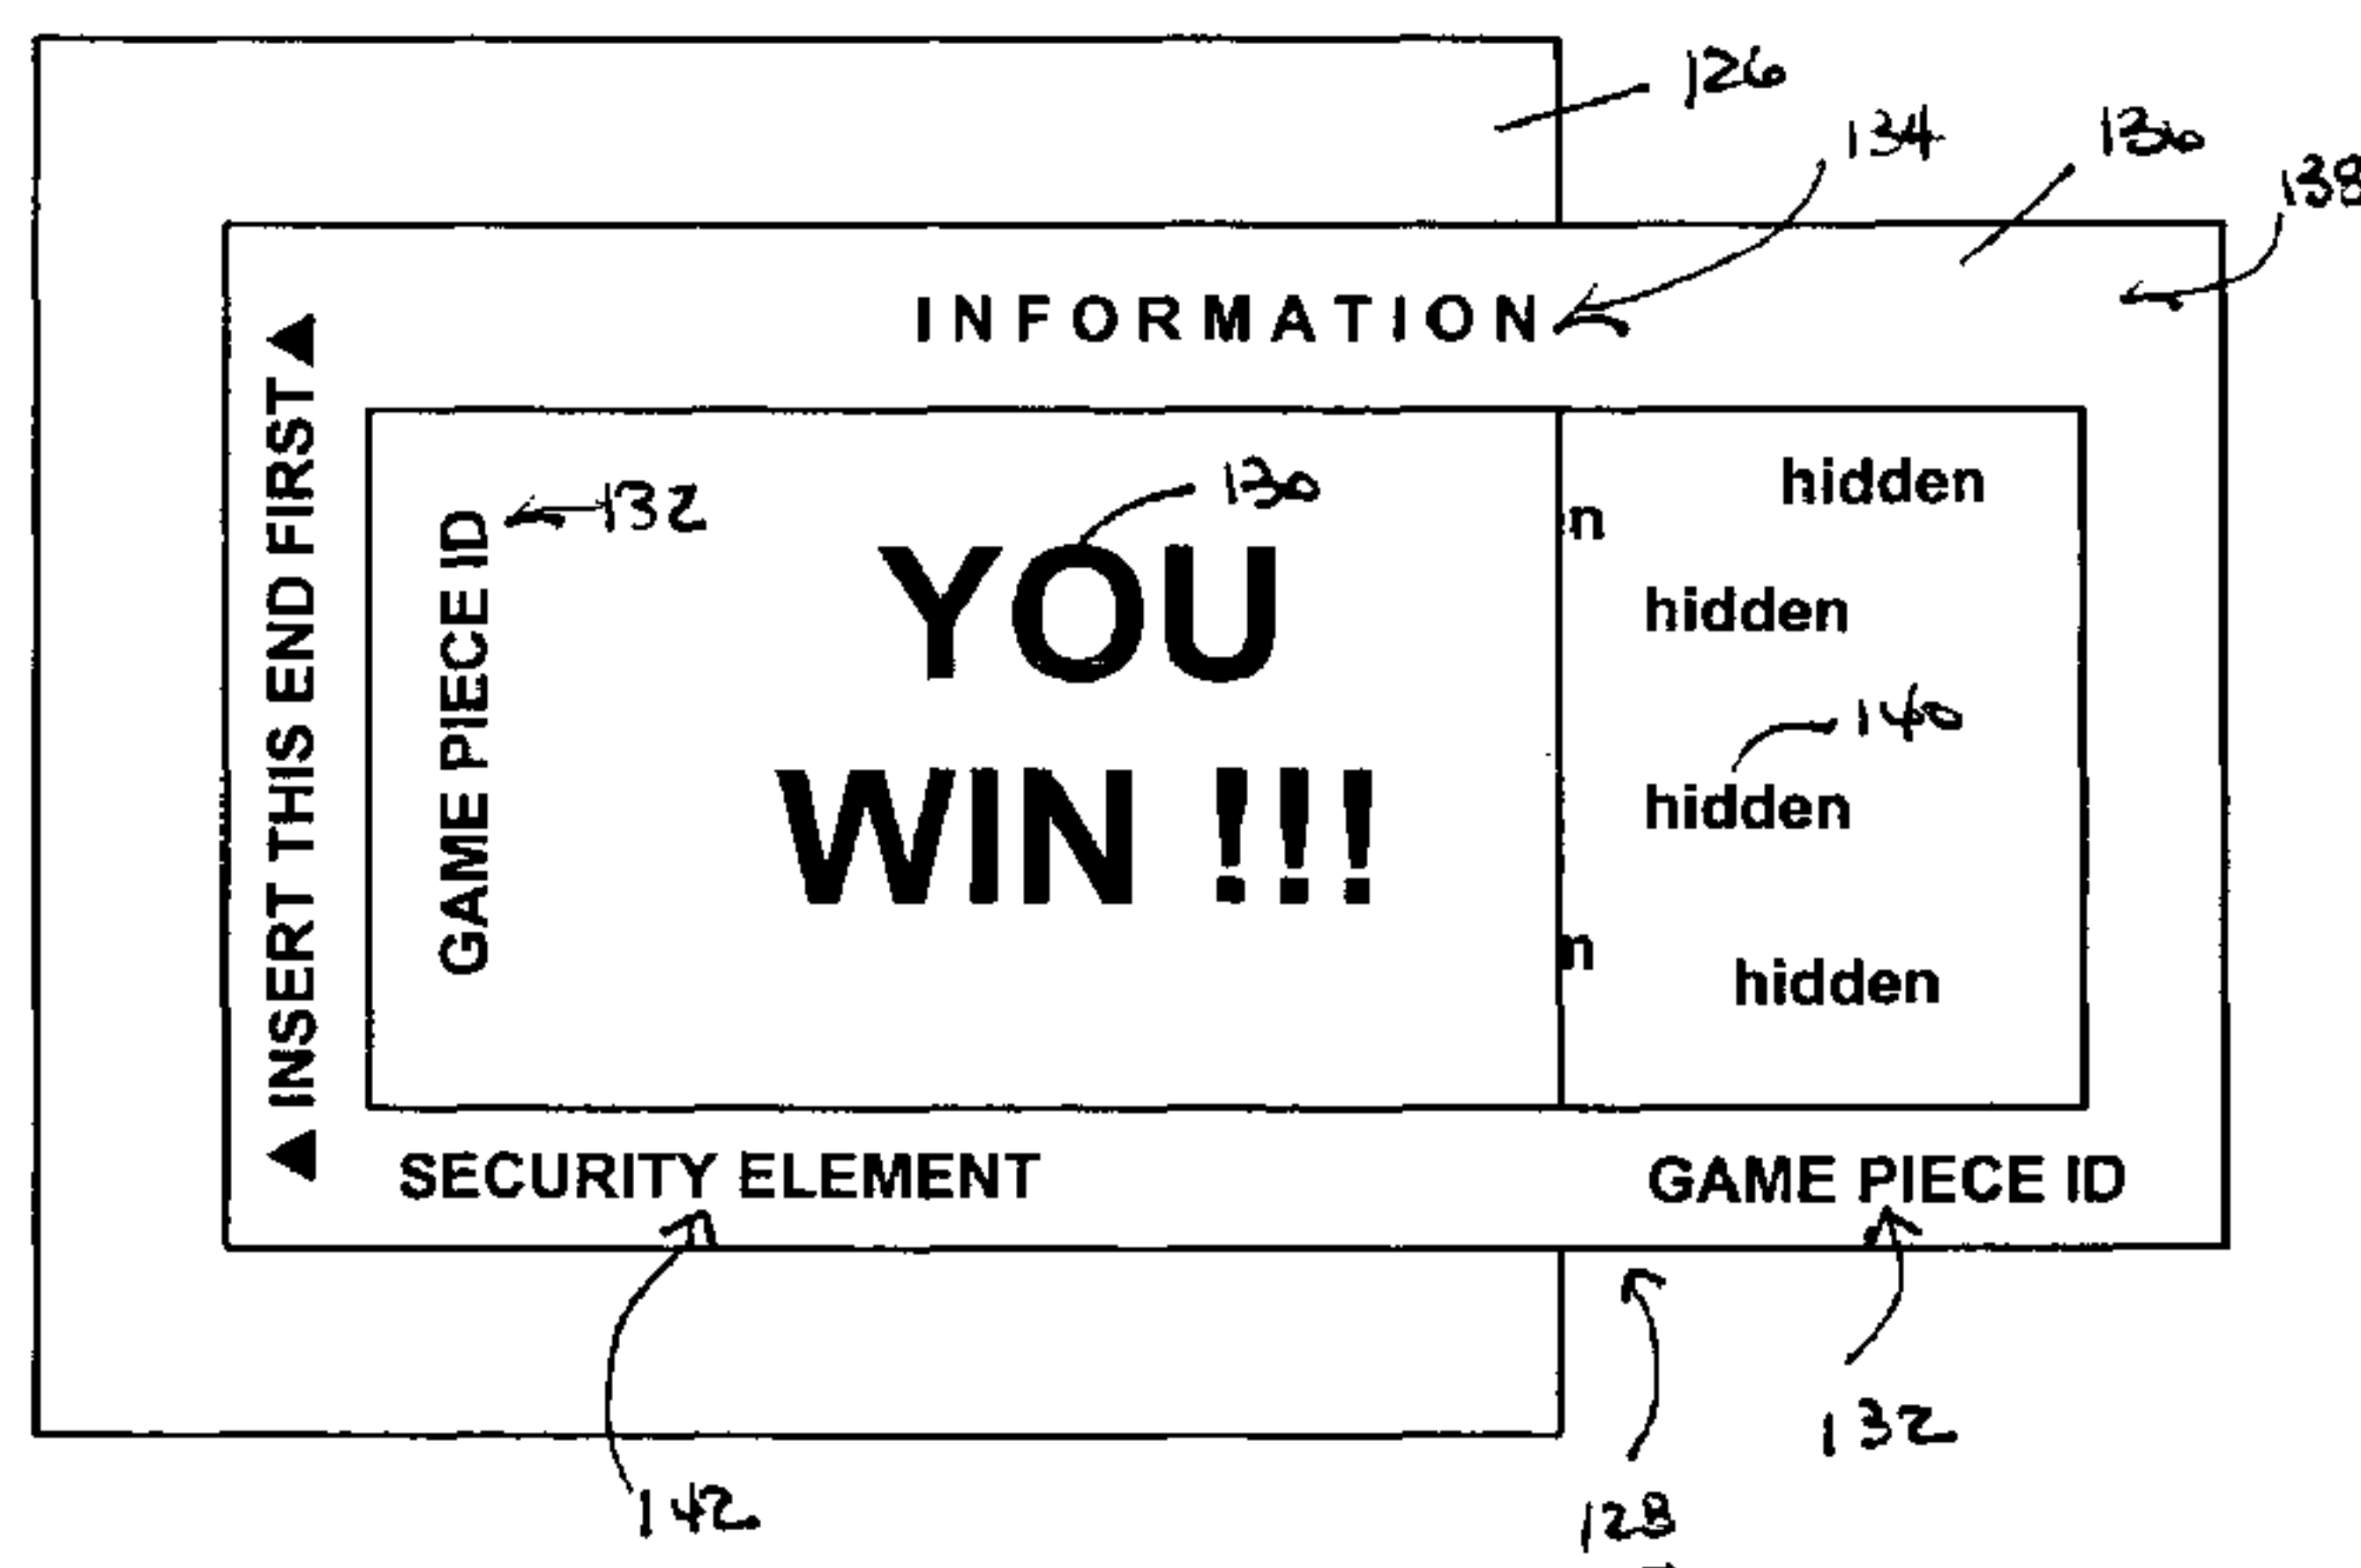 126
134
130
138
INFORMATION
◀ INSERT THIS END FIRST ◀
GAME PIECE ID
132
130
YOU
WIN !!!
hidden
n
hidden
140
hidden
n
hidden
SECURITY ELEMENT
GAME PIECE ID
142
128
132